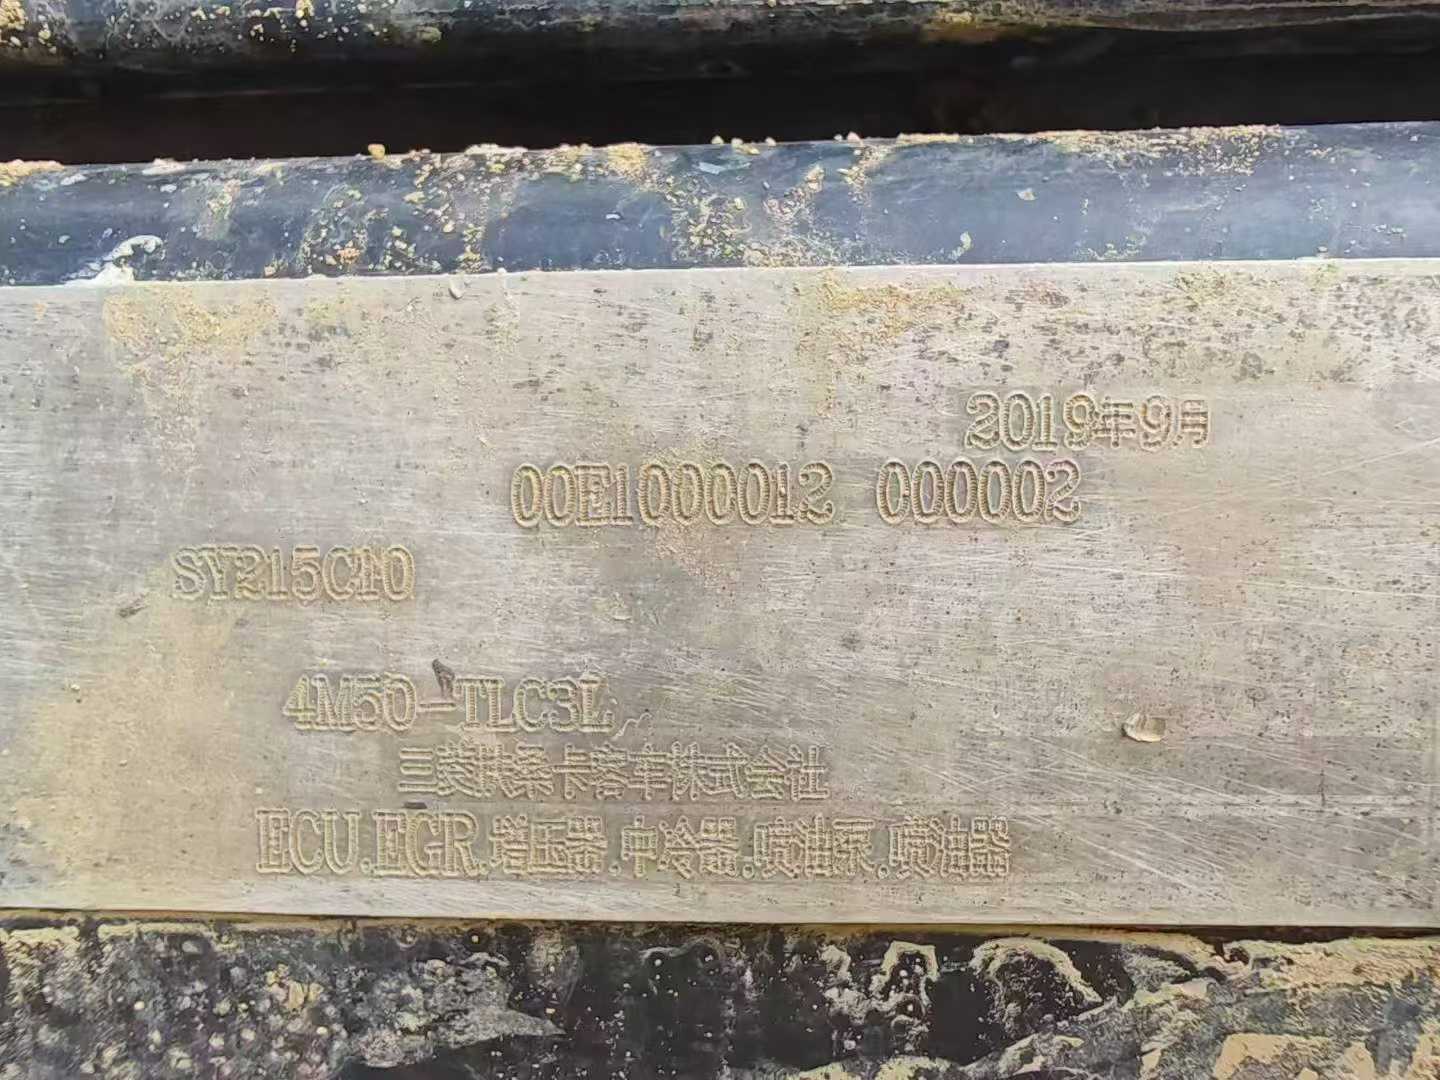 2019年9月
00E1000012 000002
SY215C10
4M50-TLC3L
三菱扶桑卡客车株式会社
ECU.EGR.增压器.中冷器.喷油泵.喷油器